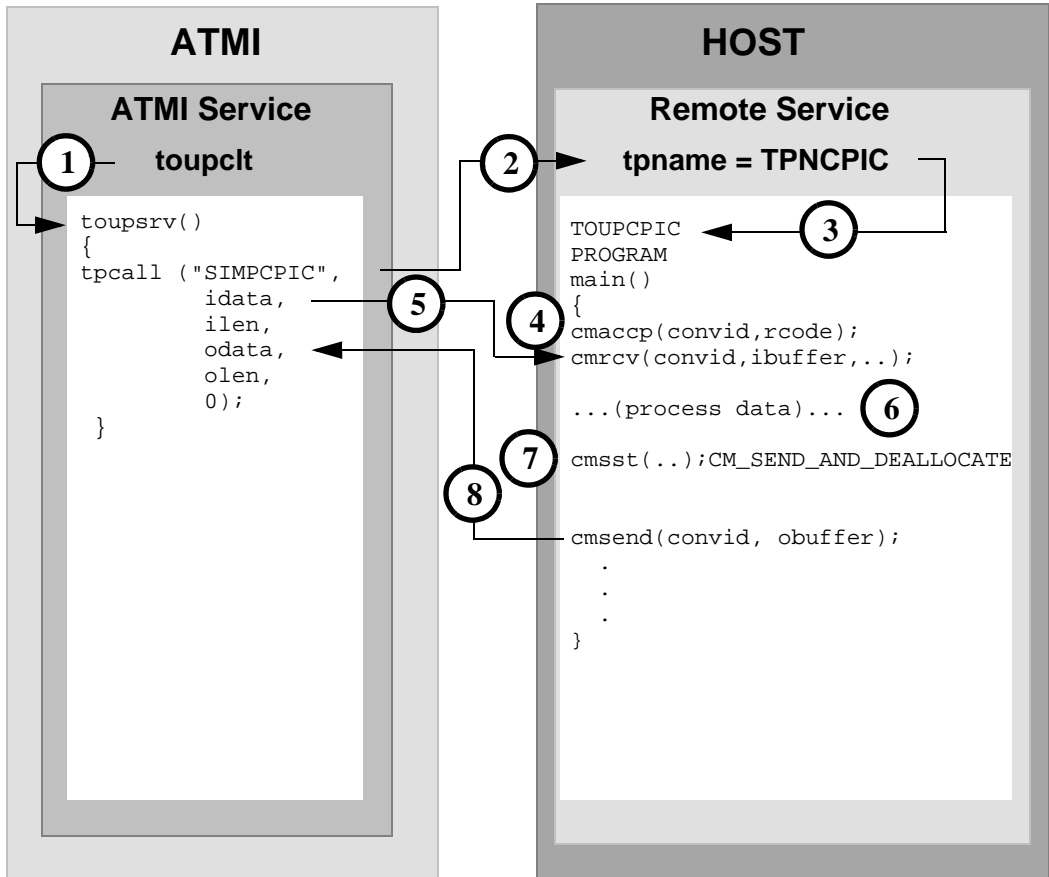 ATMI
ATMI Service
1
toupclt
toupsrv()
{
tpcall ("SIMPCPIC",
idata,
ilen,
odata,
olen,
0);
}
2
5
8
HOST
Remote Service
tpname = TPNCPIC
3
TOUPCPIC
PROGRAM
main()
{
4
cmaccp(convid,rcode);
cmrcv(convid,ibuffer,..);
...(process data)...
6
7
cmsst(..);CM_SEND_AND_DEALLOCATE
cmsend(convid, obuffer);
.
.
.
}